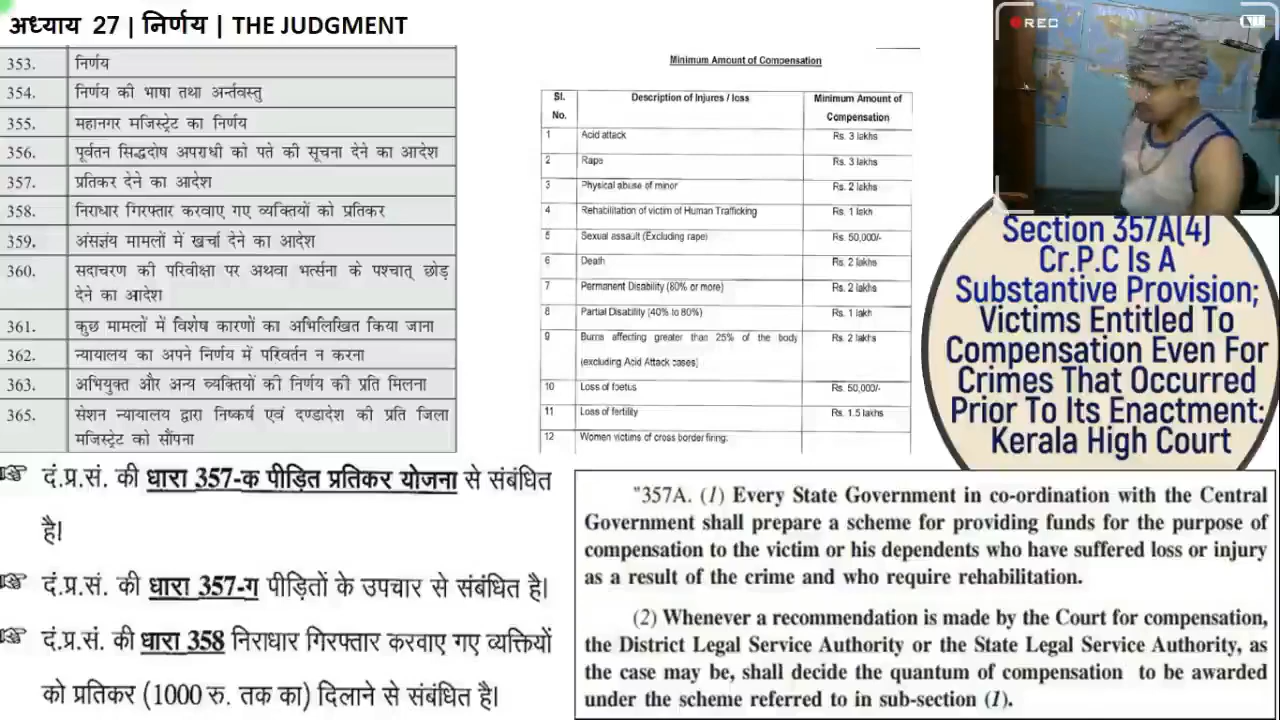 अध्याय 27 | निर्णय | THE JUDGMENT
353. निर्णय
354. निर्णय की भाषा तथा अर्न्तवस्तु
355. महानगर मजिस्ट्रेट का निर्णय
356. पूर्वतन सिद्धदोष अपराधी को पते की सूचना देने का आदेश
357. प्रतिकर देने का आदेश
358. निराधार गिरफ्तार करवाए गए व्यक्तियों को प्रतिकर
359. अंसज्ञेय मामलों में खर्चा देने का आदेश
360. सदाचरण की परिवीक्षा पर अथवा भर्त्सना के पश्चात् छोड़
देने का आदेश
361. कुछ मामलों में विशेष कारणों का अभिलिखित किया जाना
362. न्यायालय का अपने निर्णय में परिवर्तन न करना
363. अभियुक्त और अन्य व्यक्तियों की निर्णय की प्रति मिलना
365. सेशन न्यायालय द्वारा निष्कर्ष एवं दण्डादेश की प्रति जिला
मजिस्ट्रेट को सौंपना
Minimum Amount of Compensation
Sl. Description of Injures / loss Minimum Amount of
No. Compensation
1 Acid attack Rs. 3 lakhs
2 Rape Rs. 3 lakhs
3 Physical abuse of minor Rs. 2 lakhs
4 Rehabilitation of victim of Human Trafficking Rs. 1 lakh
5 Sexual assault (Excluding rape) Rs. 50,000/-
6 Death Rs. 2 lakhs
7 Permanent Disability (80% or more) Rs. 2 lakhs
8 Partial Disability (40% to 80%) Rs. 1 lakh
9 Burns affecting greater than 25% of the body Rs. 2 lakhs
(excluding Acid Attack cases)
10 Loss of foetus Rs. 50,000/-
11 Loss of fertility Rs. 1.5 lakhs
12 Women victims of cross border firing:
REC
Section 357A(4)
Cr.P.C Is A
Substantive Provision;
Victims Entitled To
Compensation Even For
Crimes That Occurred
Prior To Its Enactment:
Kerala High Court
☞ दं.प्र.सं. की धारा 357-क पीड़ित प्रतिकर योजना से संबंधित
है।
☞ दं.प्र.सं. की धारा 357-ग पीड़ितों के उपचार से संबंधित है।
☞ दं.प्र.सं. की धारा 358 निराधार गिरफ्तार करवाए गए व्यक्तियों
को प्रतिकर (1000 रु. तक का) दिलाने से संबंधित है।
"357A. (1) Every State Government in co-ordination with the Central
Government shall prepare a scheme for providing funds for the purpose of
compensation to the victim or his dependents who have suffered loss or injury
as a result of the crime and who require rehabilitation.
(2) Whenever a recommendation is made by the Court for compensation,
the District Legal Service Authority or the State Legal Service Authority, as
the case may be, shall decide the quantum of compensation to be awarded
under the scheme referred to in sub-section (1).